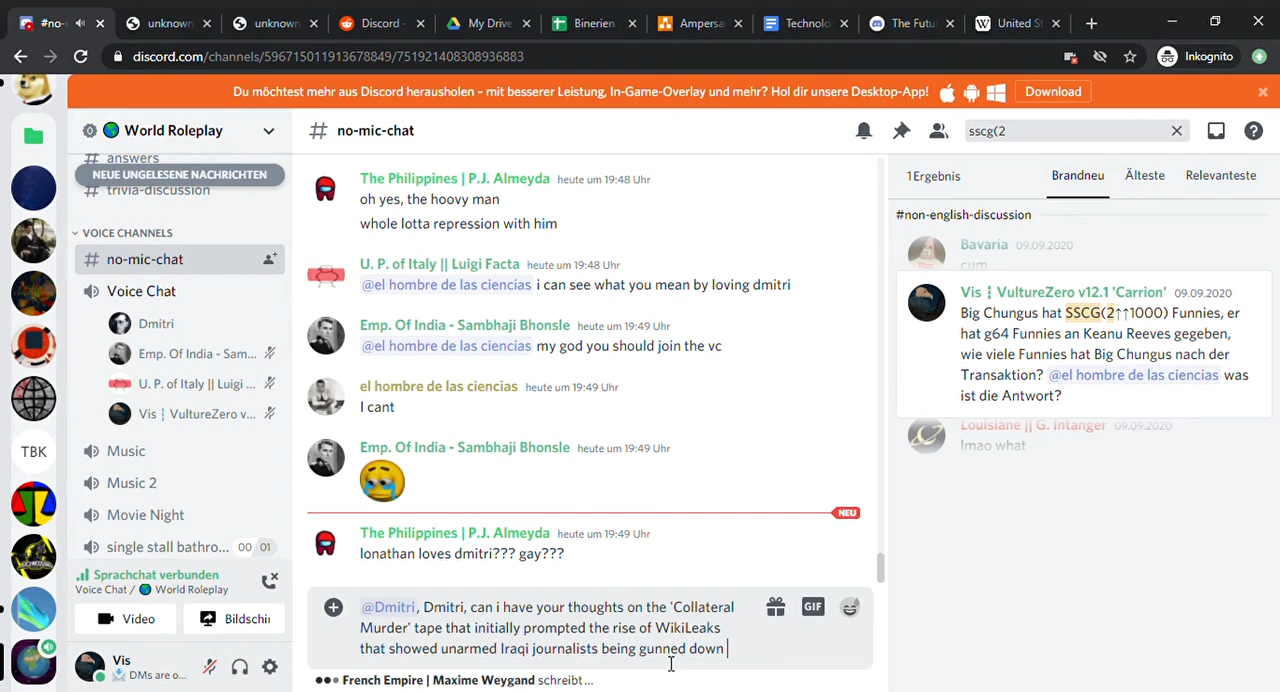 #no-
unknown
unknown
Discord -
My Drive
Binerien -
Ampersa
Technolo
The Futu
United St
discord.com/channels/596715011913678849/751921408308936883
Inkognito
Du möchtest mehr aus Discord herausholen – mit besserer Leistung, In-Game-Overlay und mehr? Hol dir unsere Desktop-App!
Download
World Roleplay
answers
NEUE UNGELESENE NACHRICHTEN
trivia-discussion
VOICE CHANNELS
no-mic-chat
Voice Chat
Dmitri
Emp. Of India - Sam...
U. P. of Italy || Luigi ...
Vis ¦ VultureZero v...
Music
Music 2
Movie Night
single stall bathro...
00 01
TBK
Sprachchat verbunden
Voice Chat / World Roleplay
Video
Bildschir
Vis
DMs are o...
# no-mic-chat
sscg(2
The Philippines | P.J. Almeyda heute um 19:48 Uhr
oh yes, the hoovy man
whole lotta repression with him
U. P. of Italy || Luigi Facta heute um 19:48 Uhr
@el hombre de las ciencias i can see what you mean by loving dmitri
Emp. Of India - Sambhaji Bhonsle heute um 19:49 Uhr
@el hombre de las ciencias my god you should join the vc
el hombre de las ciencias heute um 19:49 Uhr
I cant
Emp. Of India - Sambhaji Bhonsle heute um 19:49 Uhr
NEU
The Philippines | P.J. Almeyda heute um 19:49 Uhr
Ionathan loves dmitri??? gay???
@Dmitri, Dmitri, can i have your thoughts on the 'Collateral
Murder' tape that initially prompted the rise of WikiLeaks
that showed unarmed Iraqi journalists being gunned down
GIF
French Empire | Maxime Weygand schreibt ...
1 Ergebnis
Brandneu
Älteste
Relevanteste
#non-english-discussion
Bavaria 09.09.2020
cum
Vis ¦ VultureZero v12.1 'Carrion' 09.09.2020
Big Chungus hat SSCG(2↑↑1000) Funnies, er
hat g64 Funnies an Keanu Reeves gegeben,
wie viele Funnies hat Big Chungus nach der
Transaktion? @el hombre de las ciencias was
ist die Antwort?
Louisiane || G. Intanger 09.09.2020
lmao what